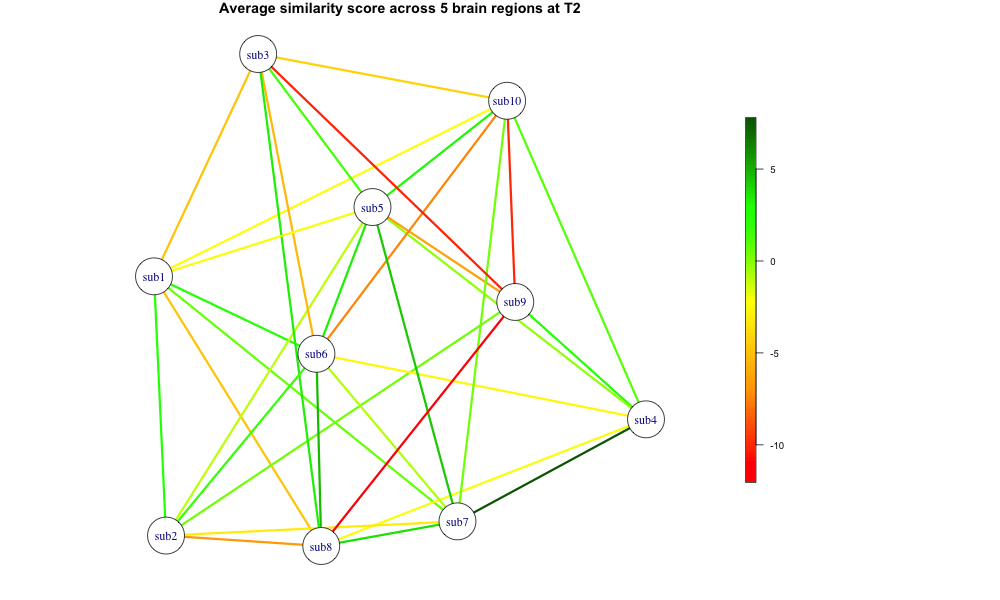 Average similarity score across 5 brain regions at T2
sub3
sub10
sub5
sub1
sub9
sub6
sub4
sub7
sub2
sub8
5
0
-5
-10